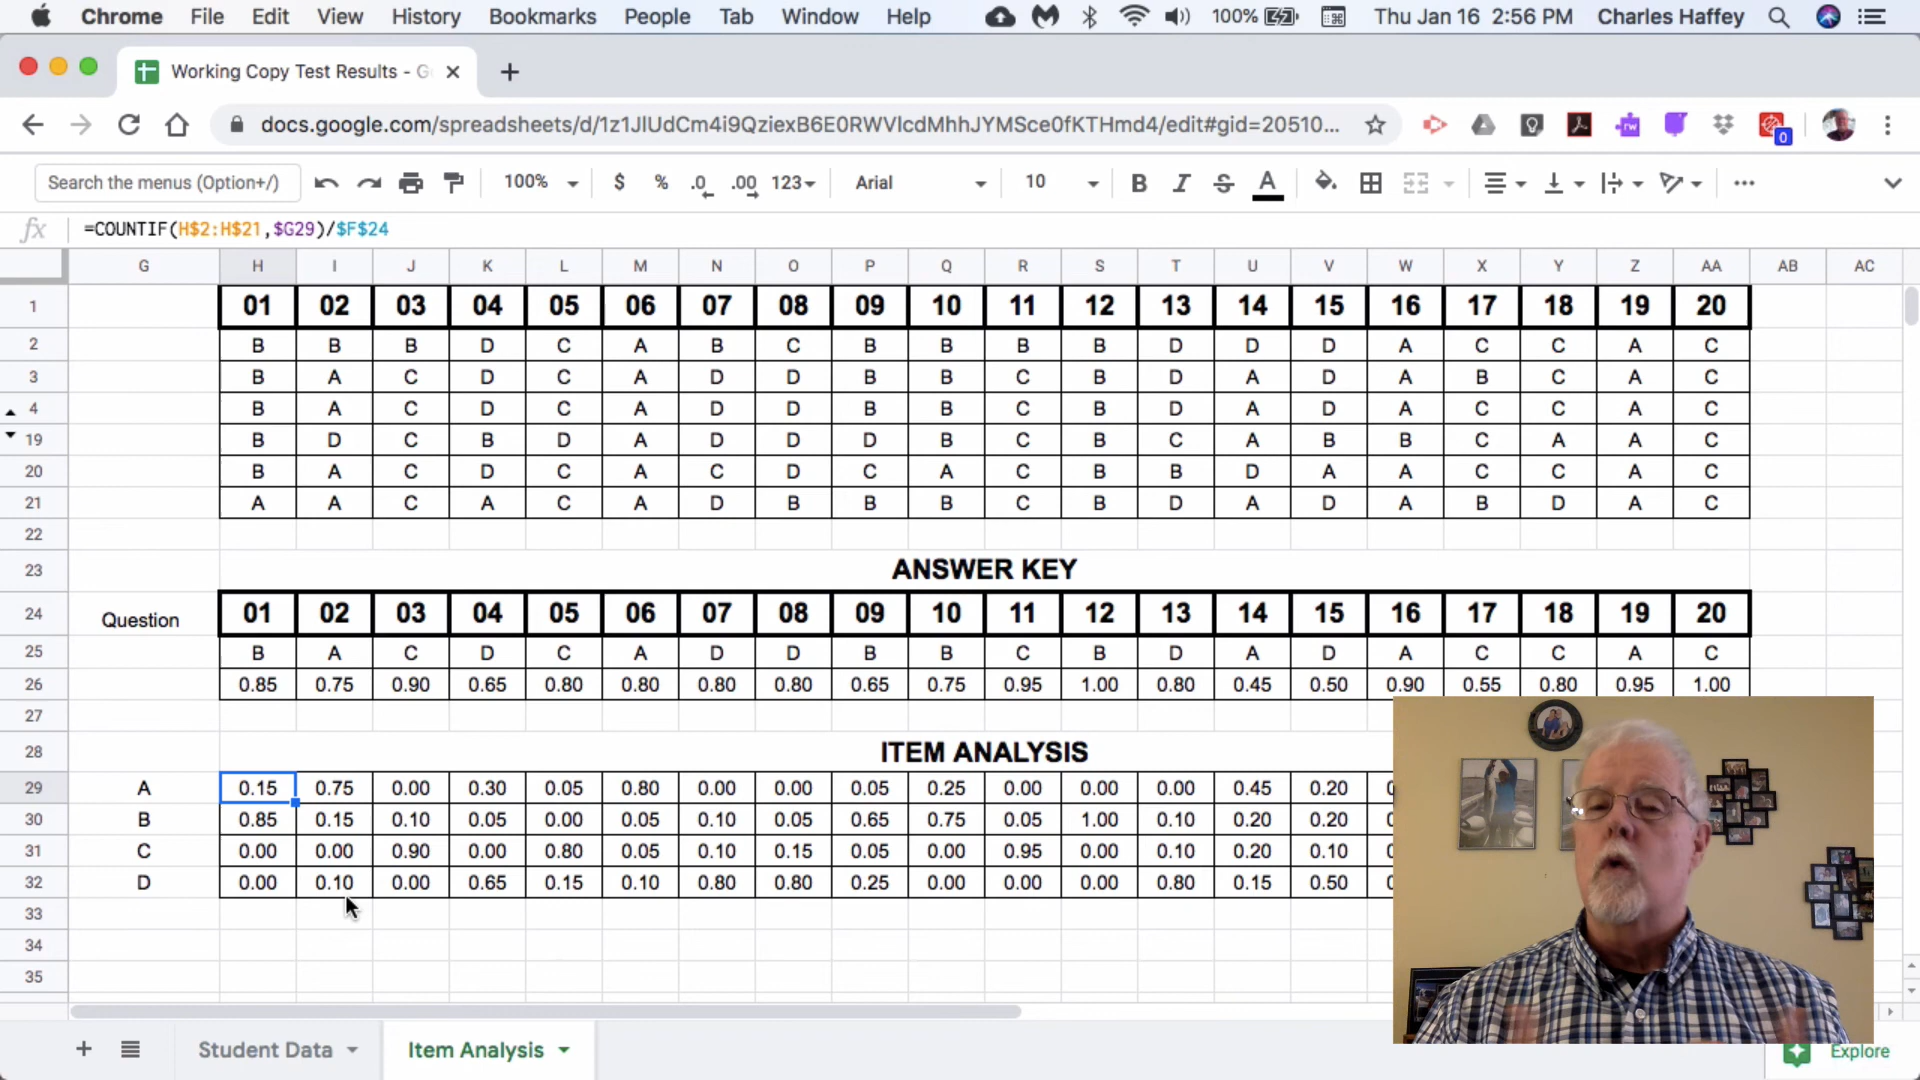 Chrome File Edit View History Bookmarks People Tab Window Help 100% Thu Jan 16 2:56 PM Charles Haffey
Working Copy Test Results - G
docs.google.com/spreadsheets/d/1z1JlUdCm4i9QziexB6E0RWVlcdMhhJYMSce0fKTHmd4/edit#gid=20510... rw 0
Search the menus (Option+/) 100% $ % .0 .00 123 Arial 10 B I S A
fx =COUNTIF(H$2:H$21,$G29)/$F$24
G H I J K L M N O P Q R S T U V W X Y Z AA AB AC
1 01 02 03 04 05 06 07 08 09 10 11 12 13 14 15 16 17 18 19 20
2 B B B D C A B C B B B B D D D A C C A C
3 B A C D C A D D B B C B D A D A B C A C
4 B A C D C A D D B B C B D A D A C C A C
19 B D C B D A D D D B C B C A B B C A A C
20 B A C D C A C D C A C B B D A A C C A C
21 A A C A C A D B B B C B D A D A B D A C
22
23 ANSWER KEY
24 Question 01 02 03 04 05 06 07 08 09 10 11 12 13 14 15 16 17 18 19 20
25 B A C D C A D D B B C B D A D A C C A C
26 0.85 0.75 0.90 0.65 0.80 0.80 0.80 0.80 0.65 0.75 0.95 1.00 0.80 0.45 0.50 0.90 0.55 0.80 0.95 1.00
27
28 ITEM ANALYSIS
29 A 0.15 0.75 0.00 0.30 0.05 0.80 0.00 0.00 0.05 0.25 0.00 0.00 0.00 0.45 0.20
30 B 0.85 0.15 0.10 0.05 0.00 0.05 0.10 0.05 0.65 0.75 0.05 1.00 0.10 0.20 0.20
31 C 0.00 0.00 0.90 0.00 0.80 0.05 0.10 0.15 0.05 0.00 0.95 0.00 0.10 0.20 0.10
32 D 0.00 0.10 0.00 0.65 0.15 0.10 0.80 0.80 0.25 0.00 0.00 0.00 0.80 0.15 0.50
33
34
35
Student Data Item Analysis Explore